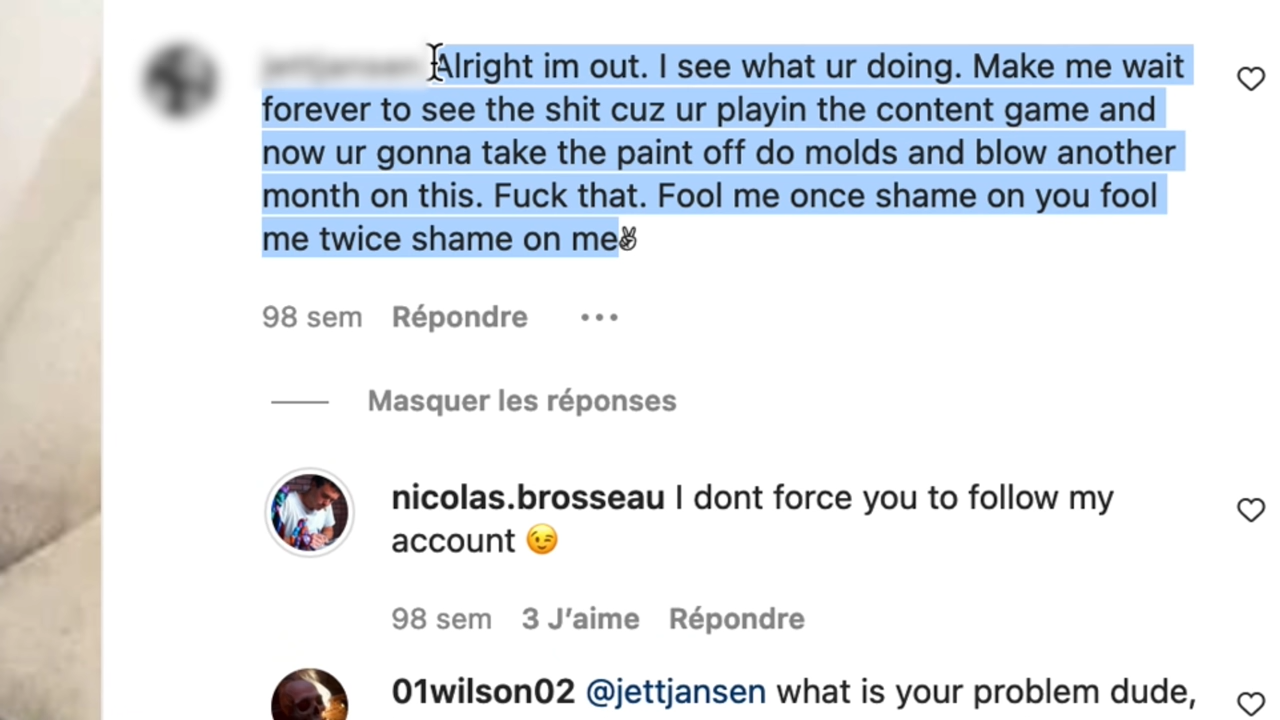 Alright im out. I see what ur doing. Make me wait
forever to see the shit cuz ur playin the content game and
now ur gonna take the paint off do molds and blow another
month on this. Fuck that. Fool me once shame on you fool
me twice shame on me✌
98 sem Répondre •••
Masquer les réponses
nicolas.brosseau I dont force you to follow my
account 😉
98 sem 3 J’aime Répondre
01wilson02 @jettjansen what is your problem dude,